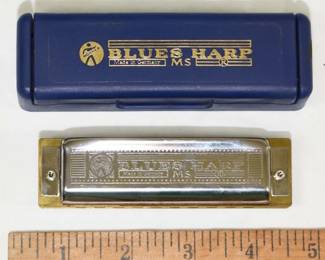 BLUES HARP
Made in Germany MS
BLUES HARP
MS
1 2 3 4 5